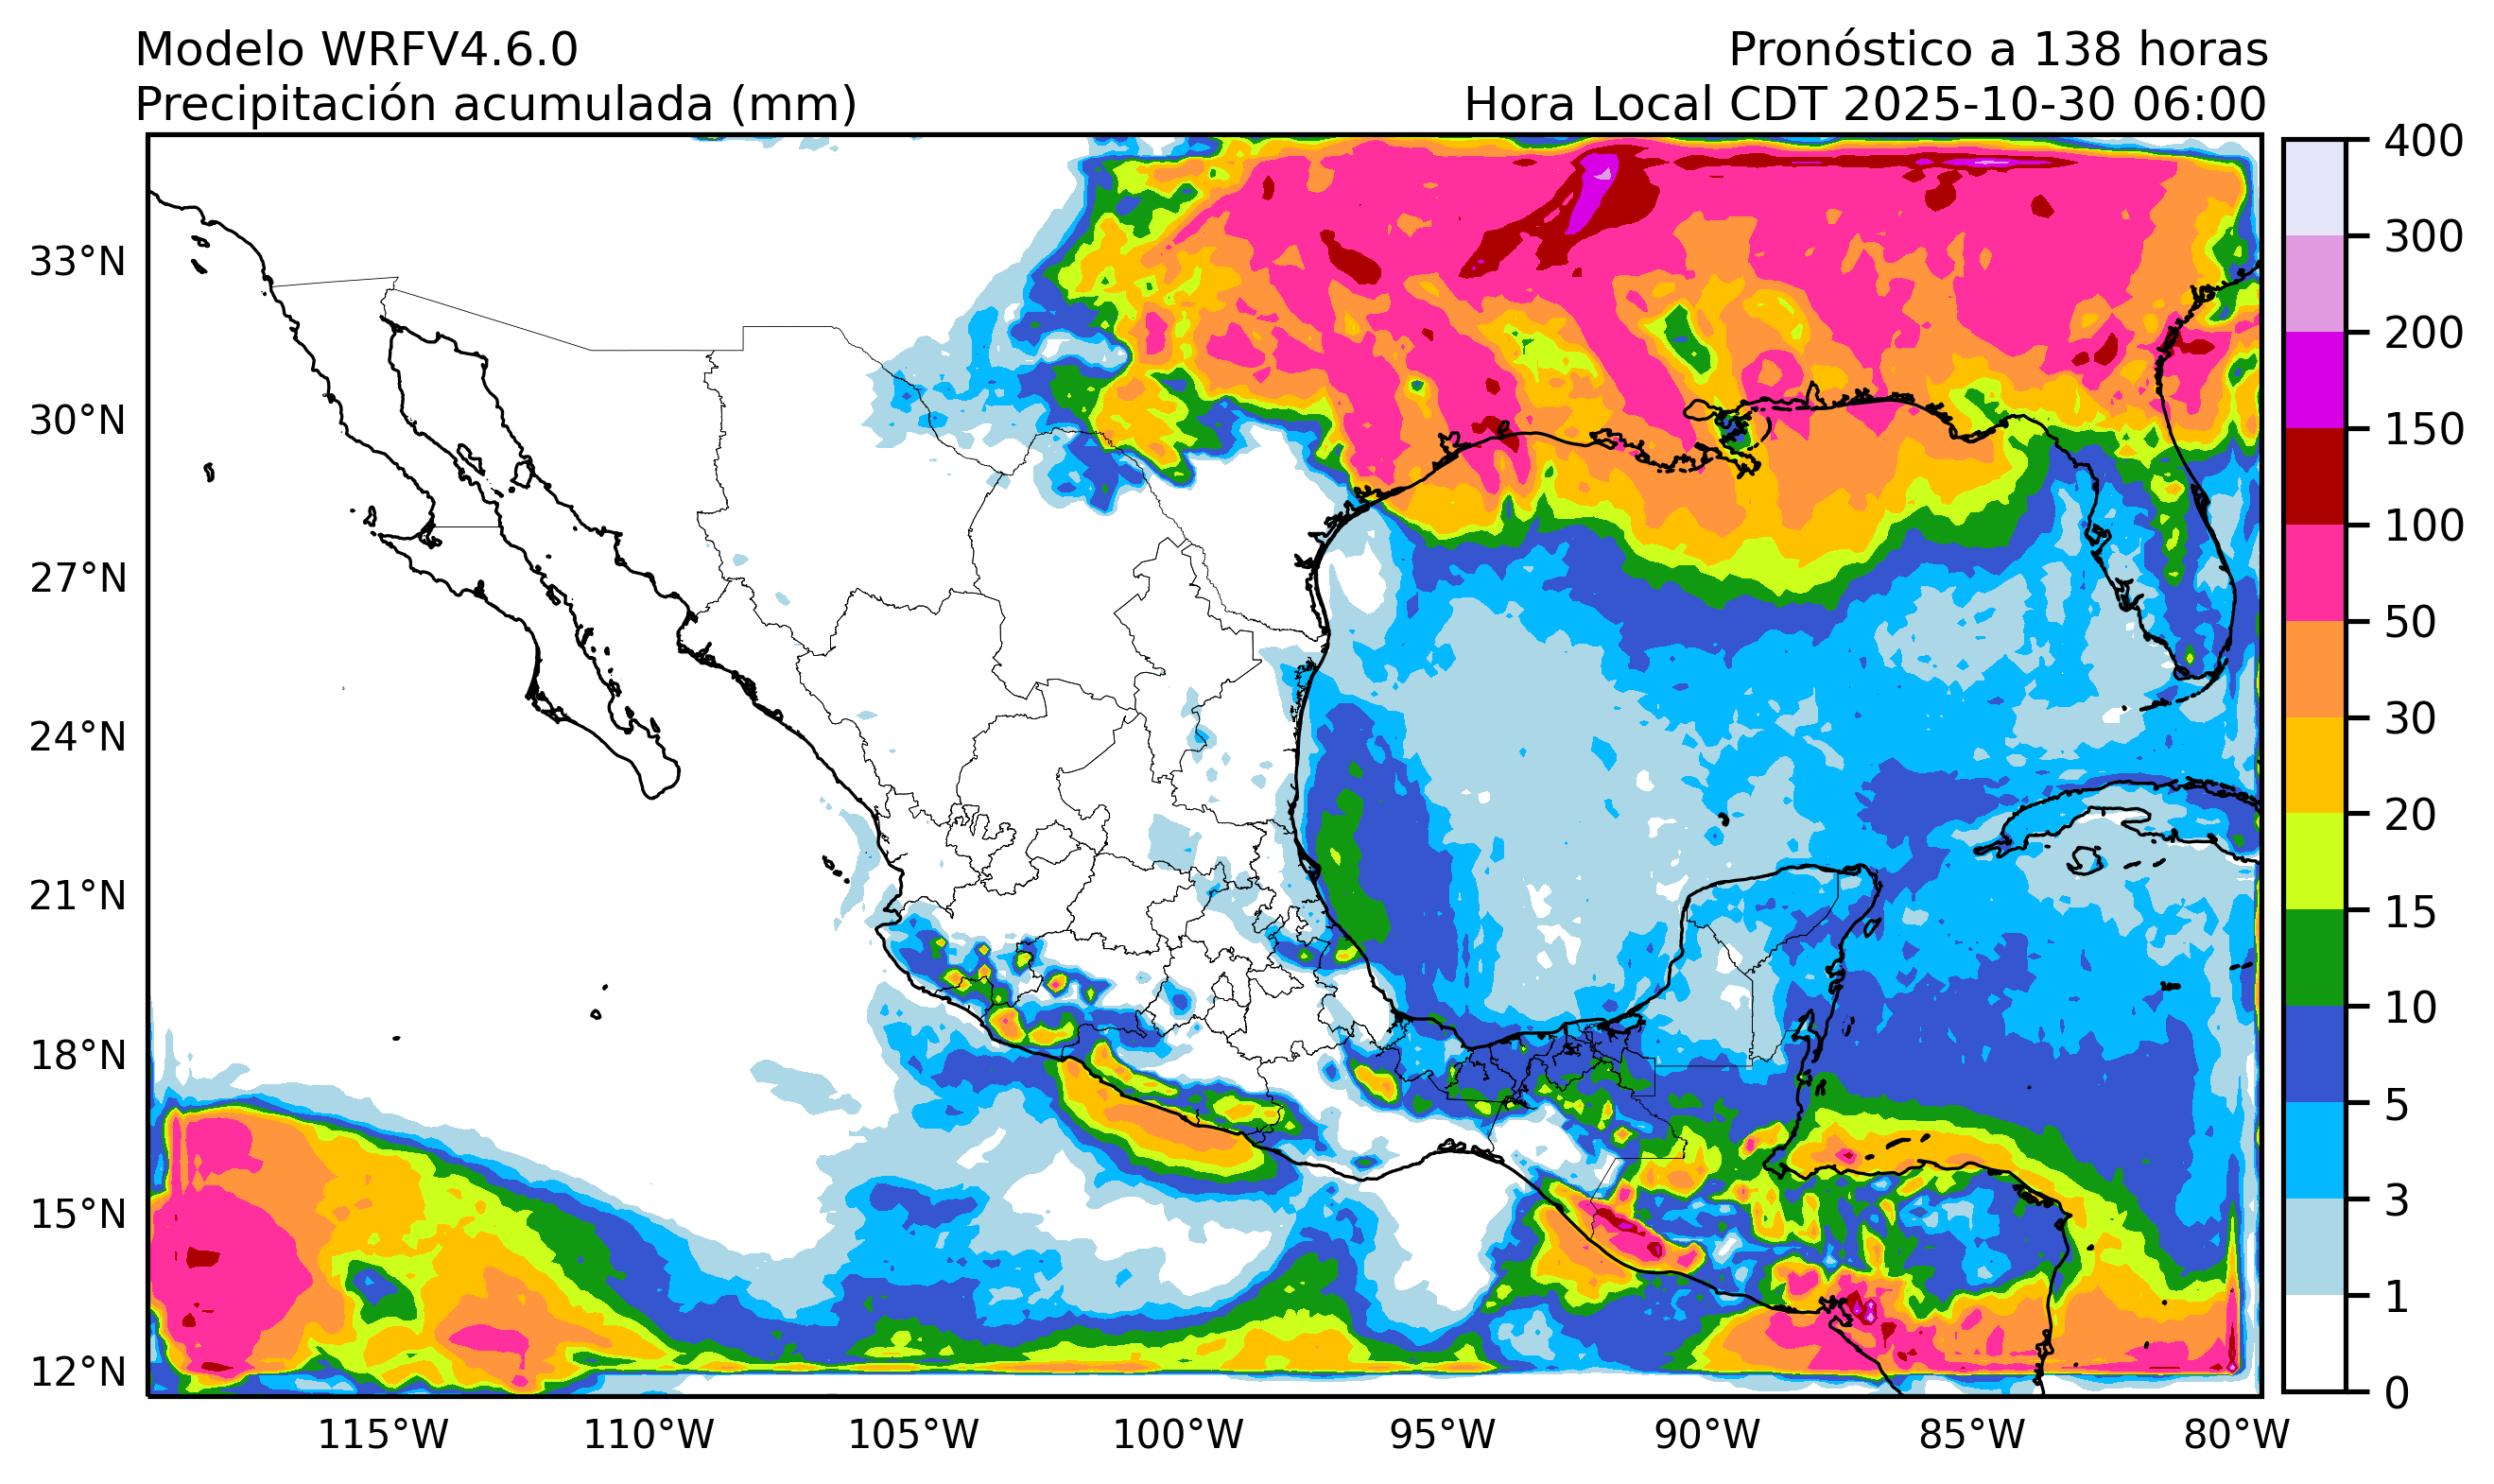 Modelo WRFV4.6.0
Pronóstico a 138 horas
Precipitación acumulada (mm)
Hora Local CDT 2025-10-30 06:00
33°N
30°N
27°N
24°N
21°N
18°N
15°N
12°N
115°W
110°W
105°W
100°W
95°W
90°W
85°W
80°W
400
300
200
150
100
50
30
20
15
10
5
3
1
0